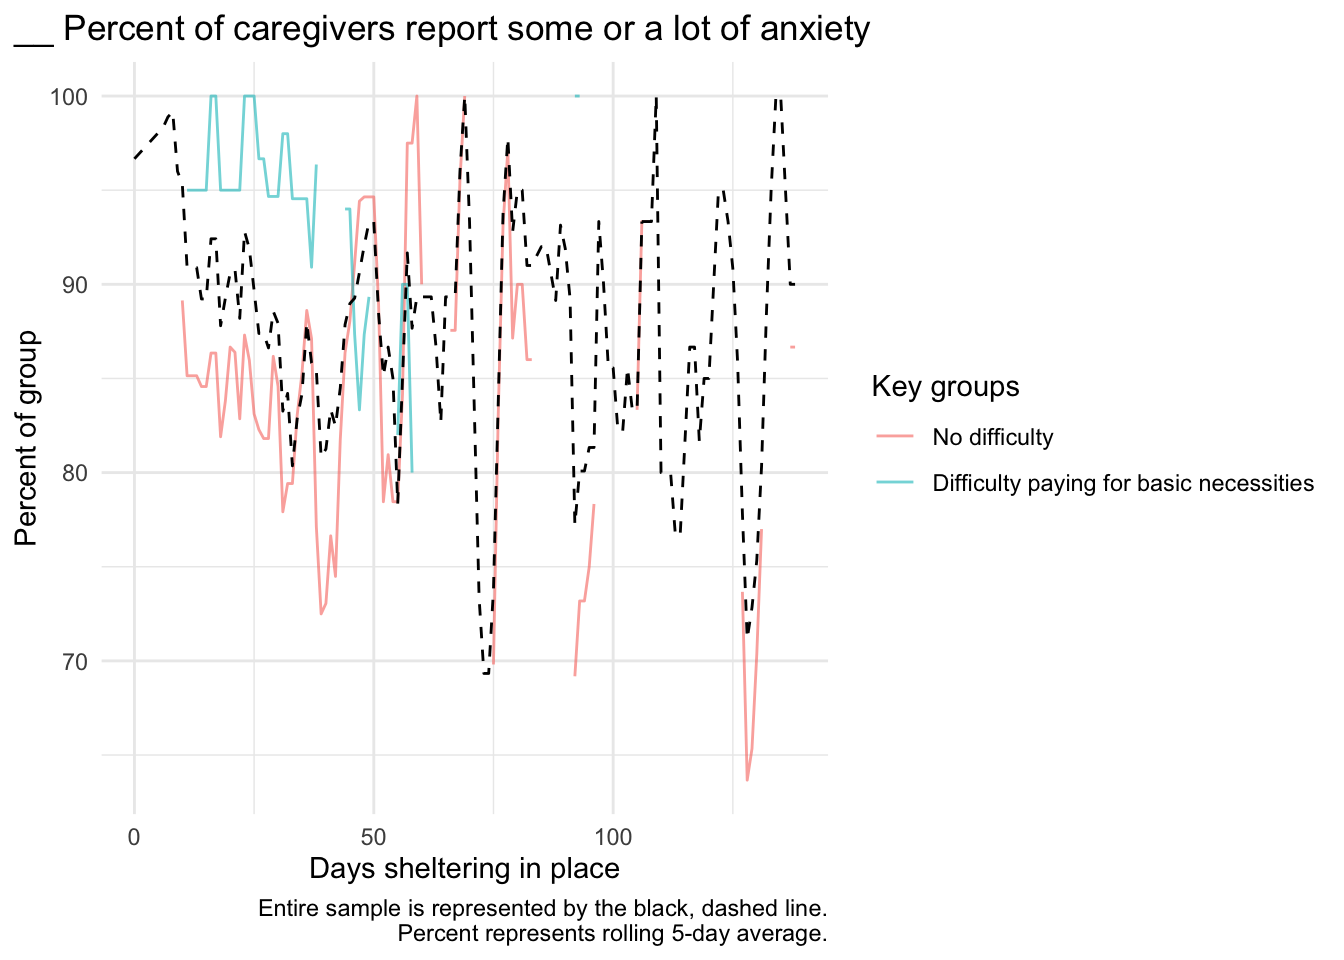 __ Percent of caregivers report some or a lot of anxiety
Percent of group
100
90
80
70
0
50
100
Days sheltering in place
Key groups
No difficulty
Difficulty paying for basic necessities
Entire sample is represented by the black, dashed line.
Percent represents rolling 5-day average.